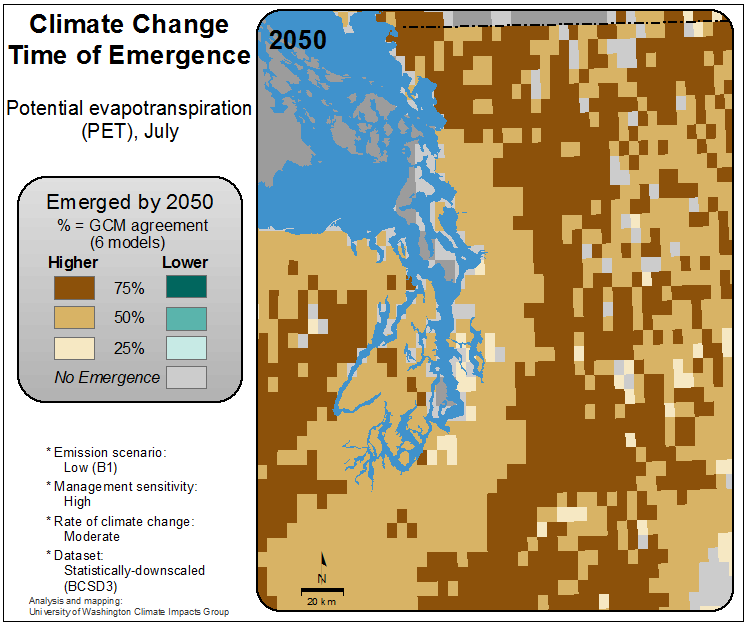 Climate Change
Time of Emergence
Potential evapotranspiration
(PET), July
Emerged by 2050
% = GCM agreement
(6 models)
Higher Lower
75%
50%
25%
No Emergence
* Emission scenario:
Low (B1)
* Management sensitivity:
High
* Rate of climate change:
Moderate
* Dataset:
Statistically-downscaled
(BCSD3)
Analysis and mapping:
University of Washington Climate Impacts Group
2050
N
20 km